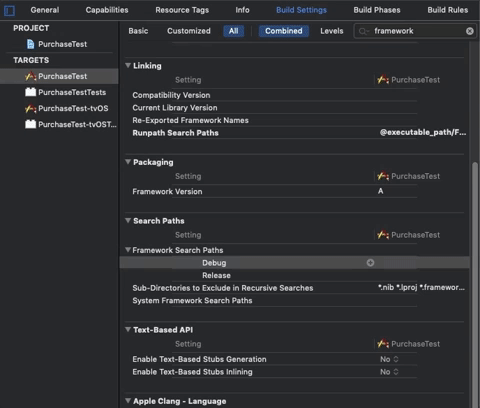 General Capabilities Resource Tags Info Build Settings Build Phases Build Rules
PROJECT
PurchaseTest
TARGETS
PurchaseTest
PurchaseTestTests
PurchaseTest-tvOS
PurchaseTest-tvOST...
Basic Customized All Combined Levels framework
Linking
Setting PurchaseTest
Compatibility Version
Current Library Version
Re-Exported Framework Names
Runpath Search Paths @executable_path/F...
Packaging
Setting PurchaseTest
Framework Version A
Search Paths
Setting PurchaseTest
Framework Search Paths
Debug
Release
Sub-Directories to Exclude in Recursive Searches *.nib *.lproj *.framewor...
System Framework Search Paths
Text-Based API
Setting PurchaseTest
Enable Text-Based Stubs Generation No
Enable Text-Based Stubs Inlining No
Apple Clang - Language